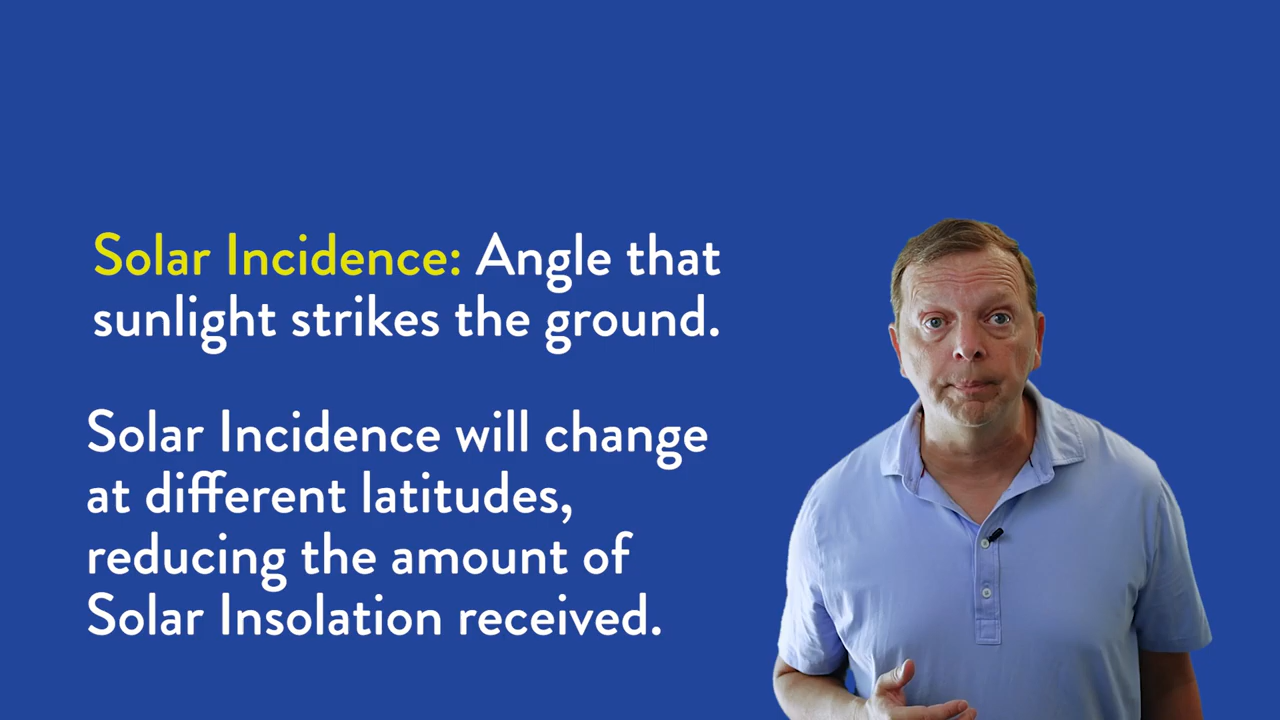 Solar Incidence: Angle that
sunlight strikes the ground.
Solar Incidence will change
at different latitudes,
reducing the amount of
Solar Insolation received.